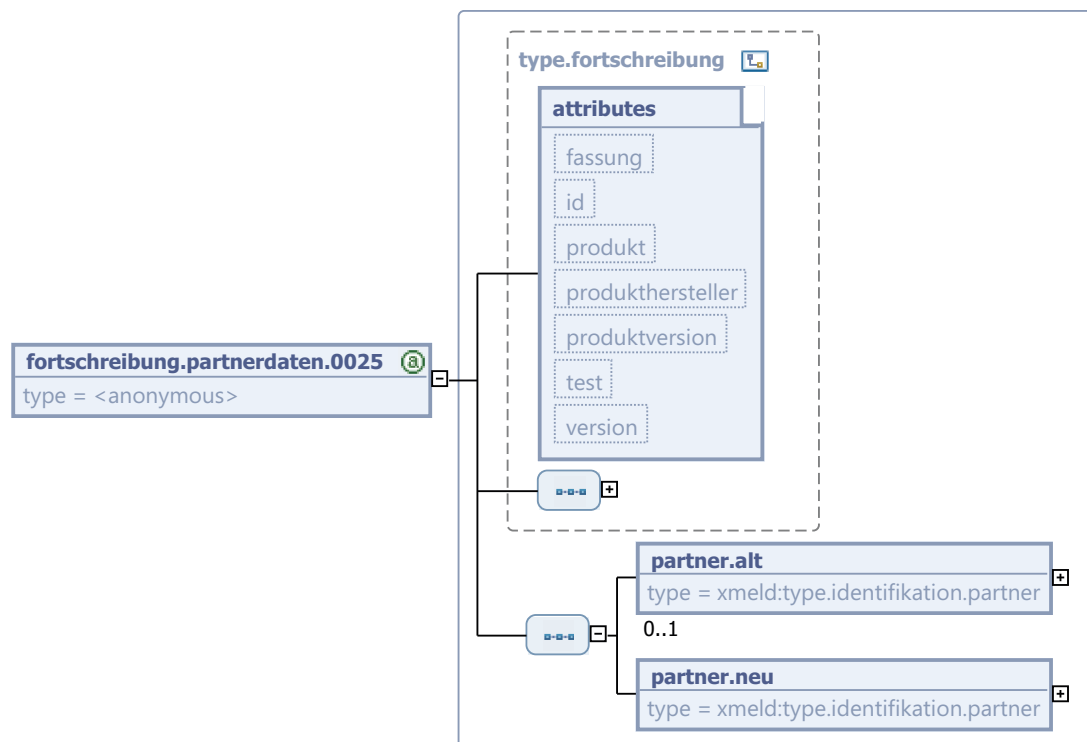 type.fortschreibung
attributes
fassung
id
produkt
produkthersteller
produktversion
test
version
fortschreibung.partnerdaten.0025
type = <anonymous>
partner.alt
type = xmeld:type.identifikation.partner
0..1
partner.neu
type = xmeld:type.identifikation.partner